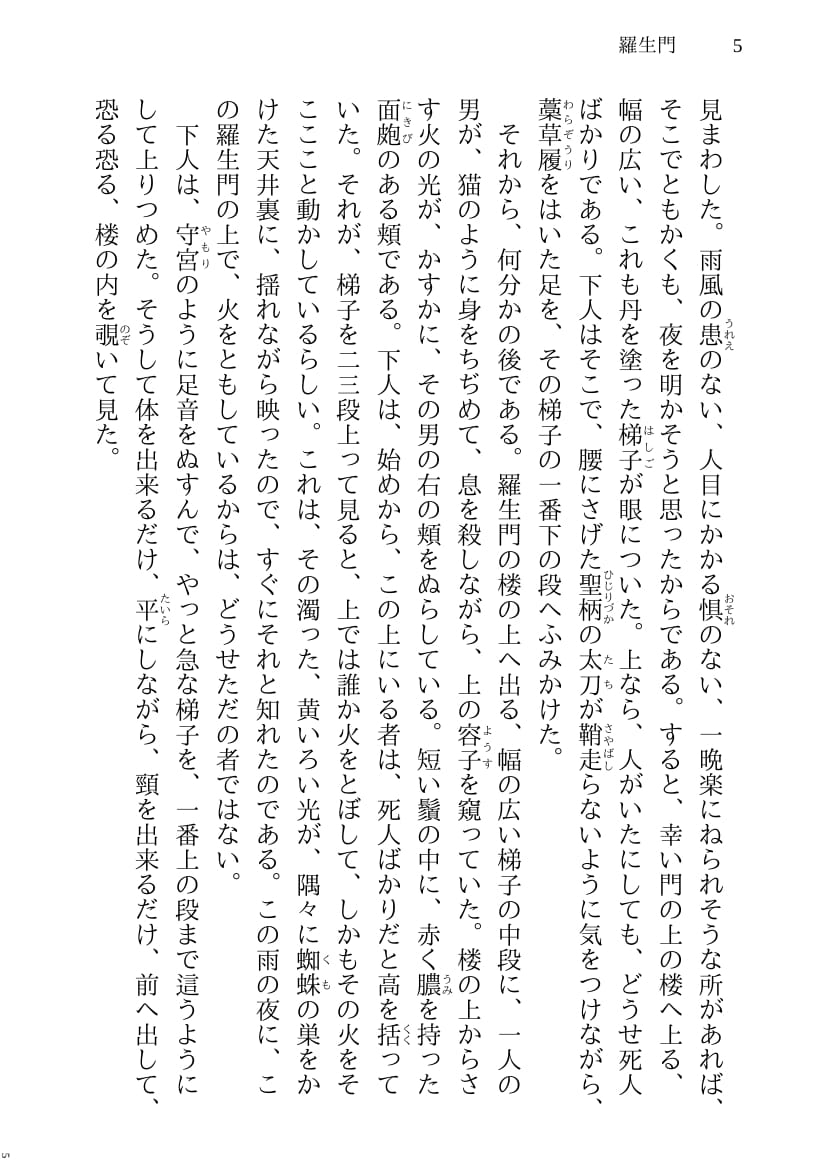 羅生門 5
見まわした。雨風の患のない、人目にかかる惧のない、一晩楽にねられそうな所があれば、
そこでともかくも、夜を明かそうと思ったからである。すると、幸い門の上の楼へ上る、
幅の広い、これも丹を塗った梯子が眼についた。上なら、人がいたにしても、どうせ死人
ばかりである。下人はそこで、腰にさげた聖柄の太刀が鞘走らないように気をつけながら、
藁草履をはいた足を、その梯子の一番下の段へふみかけた。
それから、何分かの後である。羅生門の楼の上へ出る、幅の広い梯子の中段に、一人の
男が、猫のように身をちぢめて、息を殺しながら、上の容子を窺っていた。楼の上からさ
す火の光が、かすかに、その男の右の頬をぬらしている。短い鬚の中に、赤く膿を持った
面皰のある頬である。下人は、始めから、この上にいる者は、死人ばかりだと高を括って
いた。それが、梯子を二三段上って見ると、上では誰か火をとぼして、しかもその火をそ
こここと動かしているらしい。これは、その濁った、黄いろい光が、隅々に蜘蛛の巣をか
けた天井裏に、揺れながら映ったので、すぐにそれと知れたのである。この雨の夜に、こ
の羅生門の上で、火をともしているからは、どうせただの者ではない。
下人は、守宮のように足音をぬすんで、やっと急な梯子を、一番上の段まで這うように
して上りつめた。そうして体を出来るだけ、平にしながら、頸を出来るだけ、前へ出して、
恐る恐る、楼の内を覗いて見た。
5